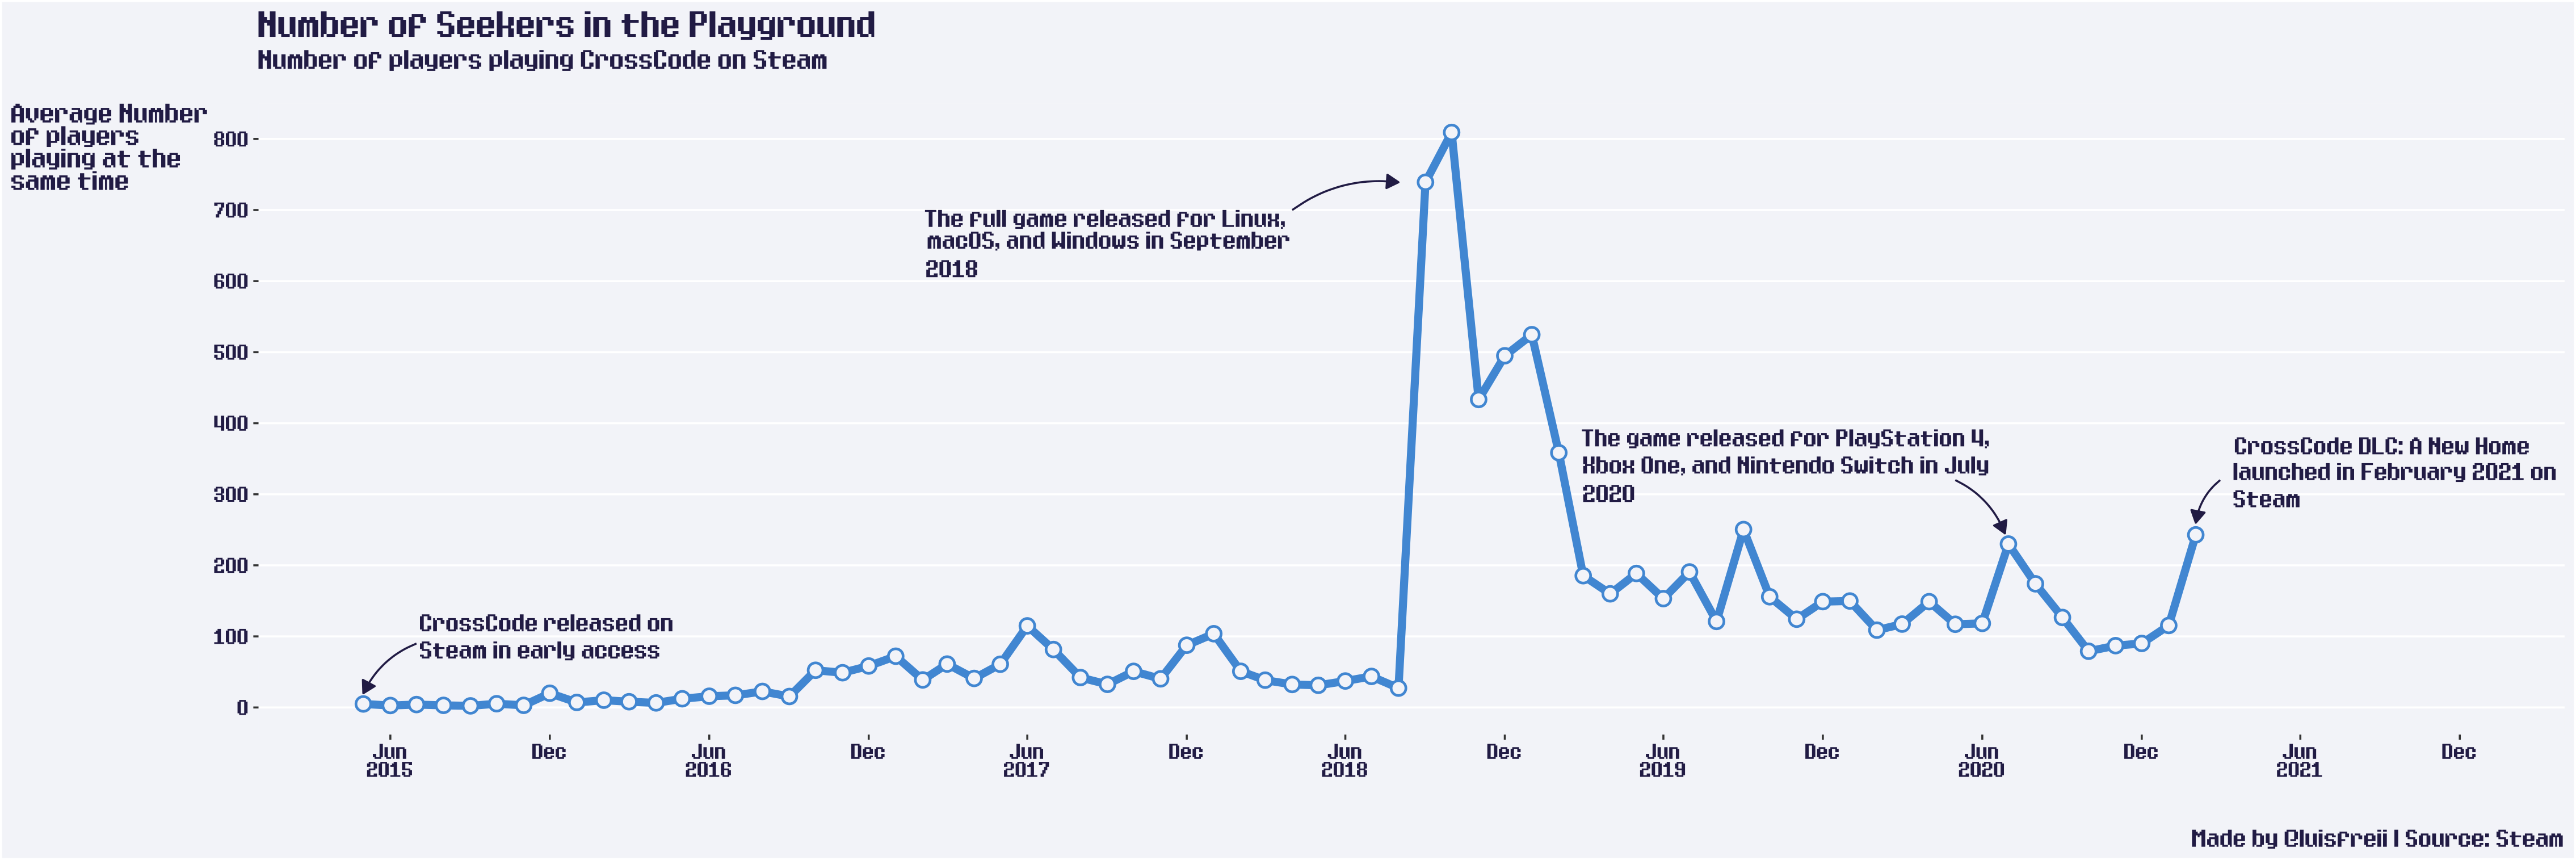 Number of Seekers in the Playground
Number of players playing CrossCode on Steam
Average Number
of players
playing at the
same time
800
700
600
500
400
300
200
100
0
The full game released for Linux,
macOS, and Windows in September
2018
The game released for PlayStation 4,
Xbox One, and Nintendo Switch in July
2020
CrossCode DLC: A New Home
launched in February 2021 on
Steam
CrossCode released on
Steam in early access
Jun
2015
Dec
Jun
2016
Dec
Jun
2017
Dec
Jun
2018
Dec
Jun
2019
Dec
Jun
2020
Dec
Jun
2021
Dec
Made by @luisfreii | Source: Steam